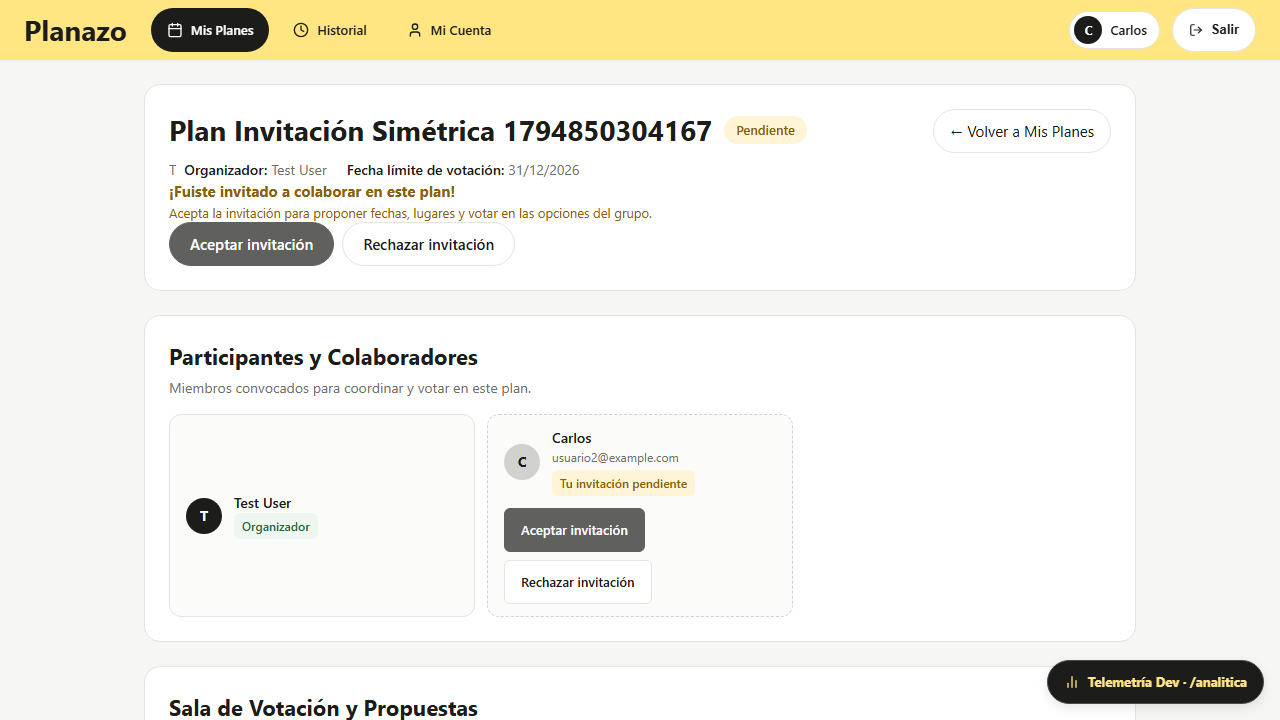 Planazo
Mis Planes
Historial
Mi Cuenta
C
Carlos
Salir
Plan Invitación Simétrica 1794850304167
Pendiente
← Volver a Mis Planes
T Organizador: Test User Fecha límite de votación: 31/12/2026
¡Fuiste invitado a colaborar en este plan!
Acepta la invitación para proponer fechas, lugares y votar en las opciones del grupo.
Aceptar invitación
Rechazar invitación
Participantes y Colaboradores
Miembros convocados para coordinar y votar en este plan.
T
Test User
Organizador
C
Carlos
usuario2@example.com
Tu invitación pendiente
Aceptar invitación
Rechazar invitación
Sala de Votación y Propuestas
Telemetría Dev · /analitica